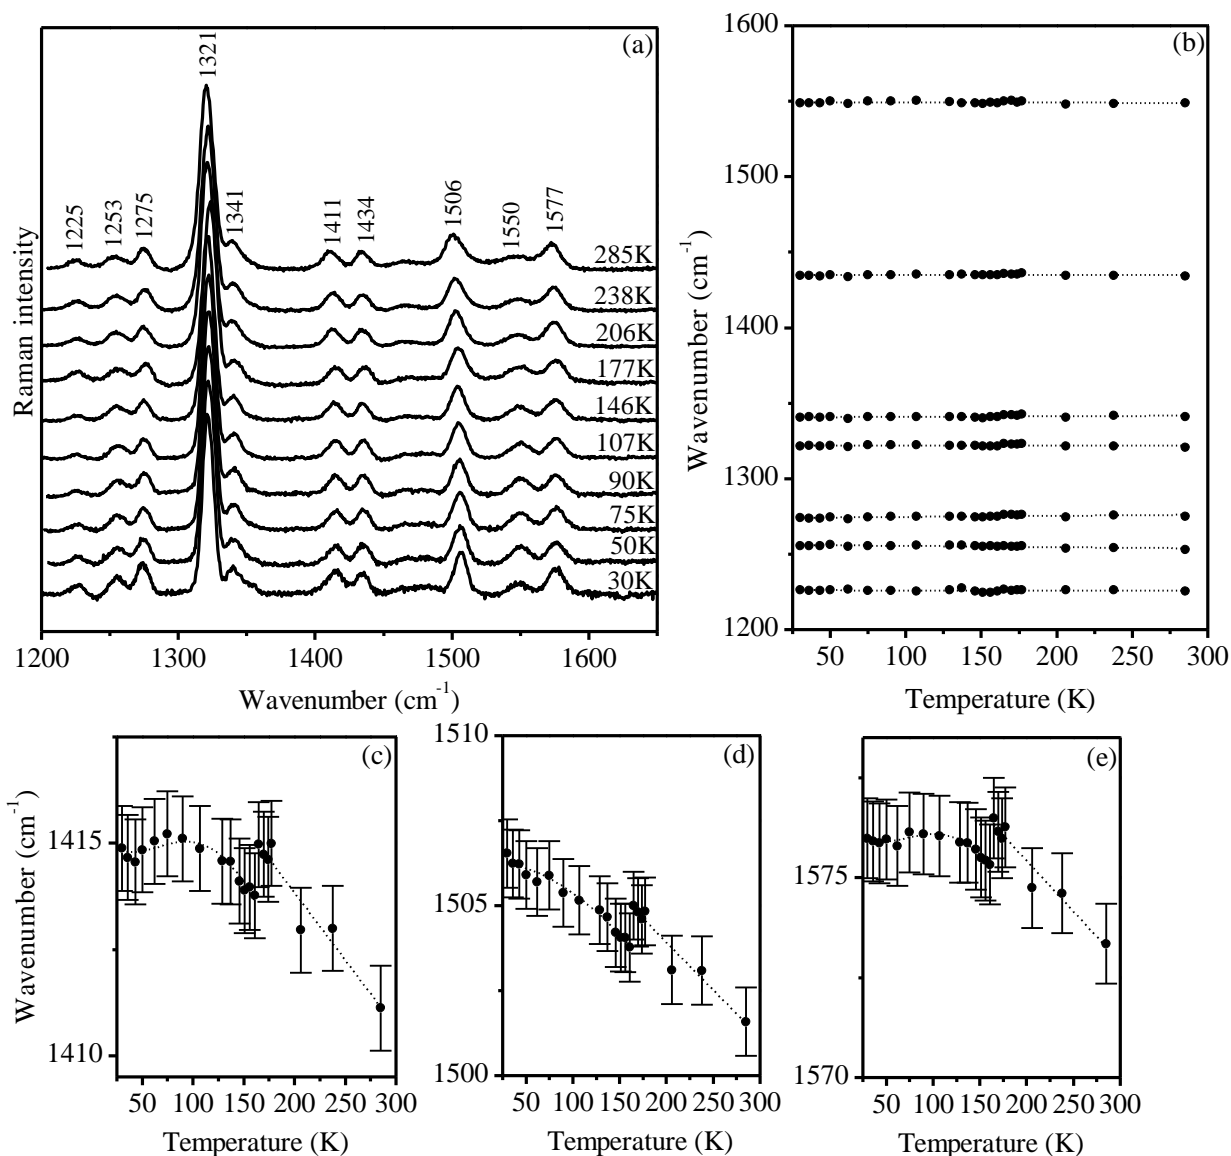 (a)
1321
1225
1253
1275
1341
1411
1434
1506
1550
1577
Raman intensity
285K
238K
206K
177K
146K
107K
90K
75K
50K
30K
1200 1300 1400 1500 1600
Wavenumber (cm-1)
(b)
1600
1500
1400
1300
1200
Wavenumber (cm-1)
50 100 150 200 250 300
Temperature (K)
(c)
1415
1410
Wavenumber (cm-1)
50 100 150 200 250 300
Temperature (K)
(d)
1510
1505
1500
50 100 150 200 250 300
Temperature (K)
(e)
1575
1570
50 100 150 200 250 300
Temperature (K)